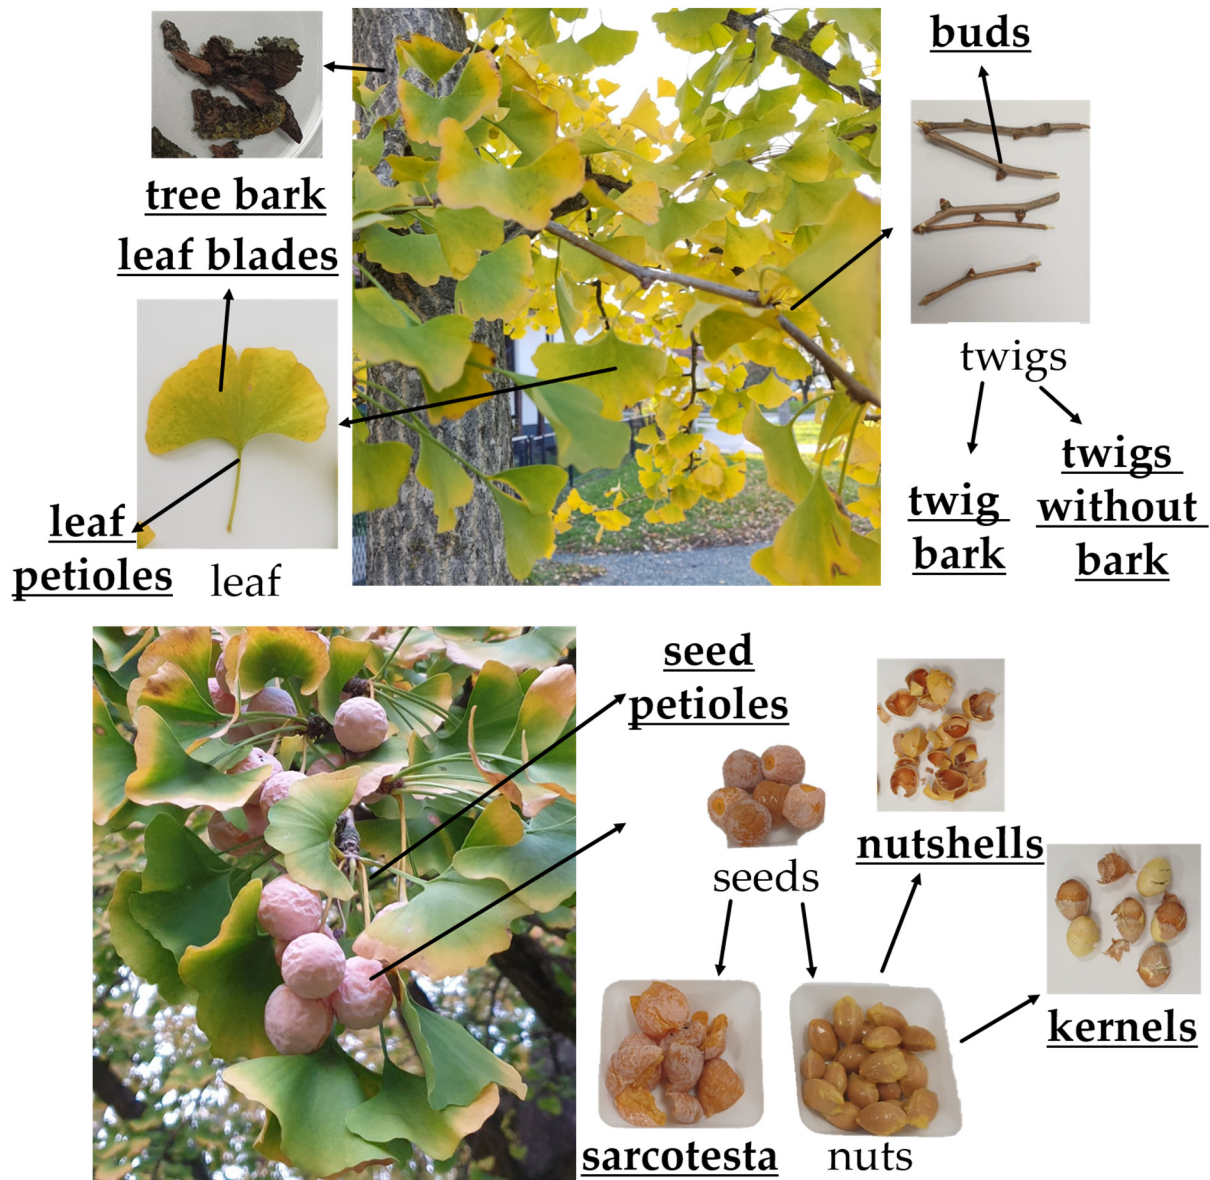 buds
tree bark
leaf blades
twigs
leaf
petioles
leaf
twig
bark
twigs
without
bark
seed
petioles
seeds
nutshells
kernels
sarcotesta
nuts